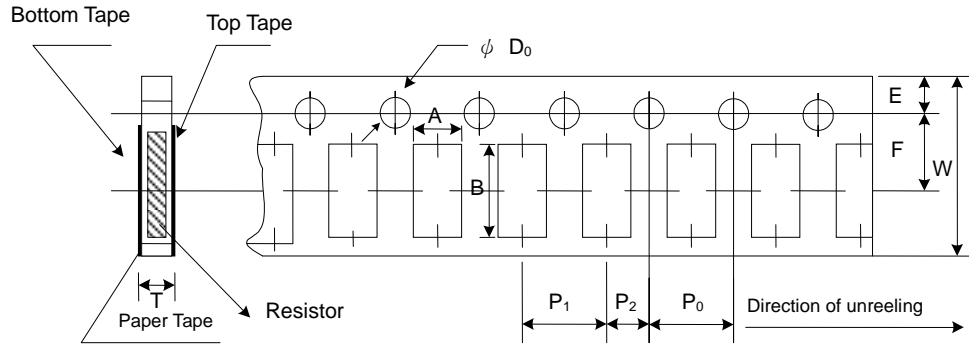 Bottom Tape
Top Tape
ψ D₀
E
A
F
W
B
T
P₁
P₂
P₀
Direction of unreeling
Resistor
Paper Tape